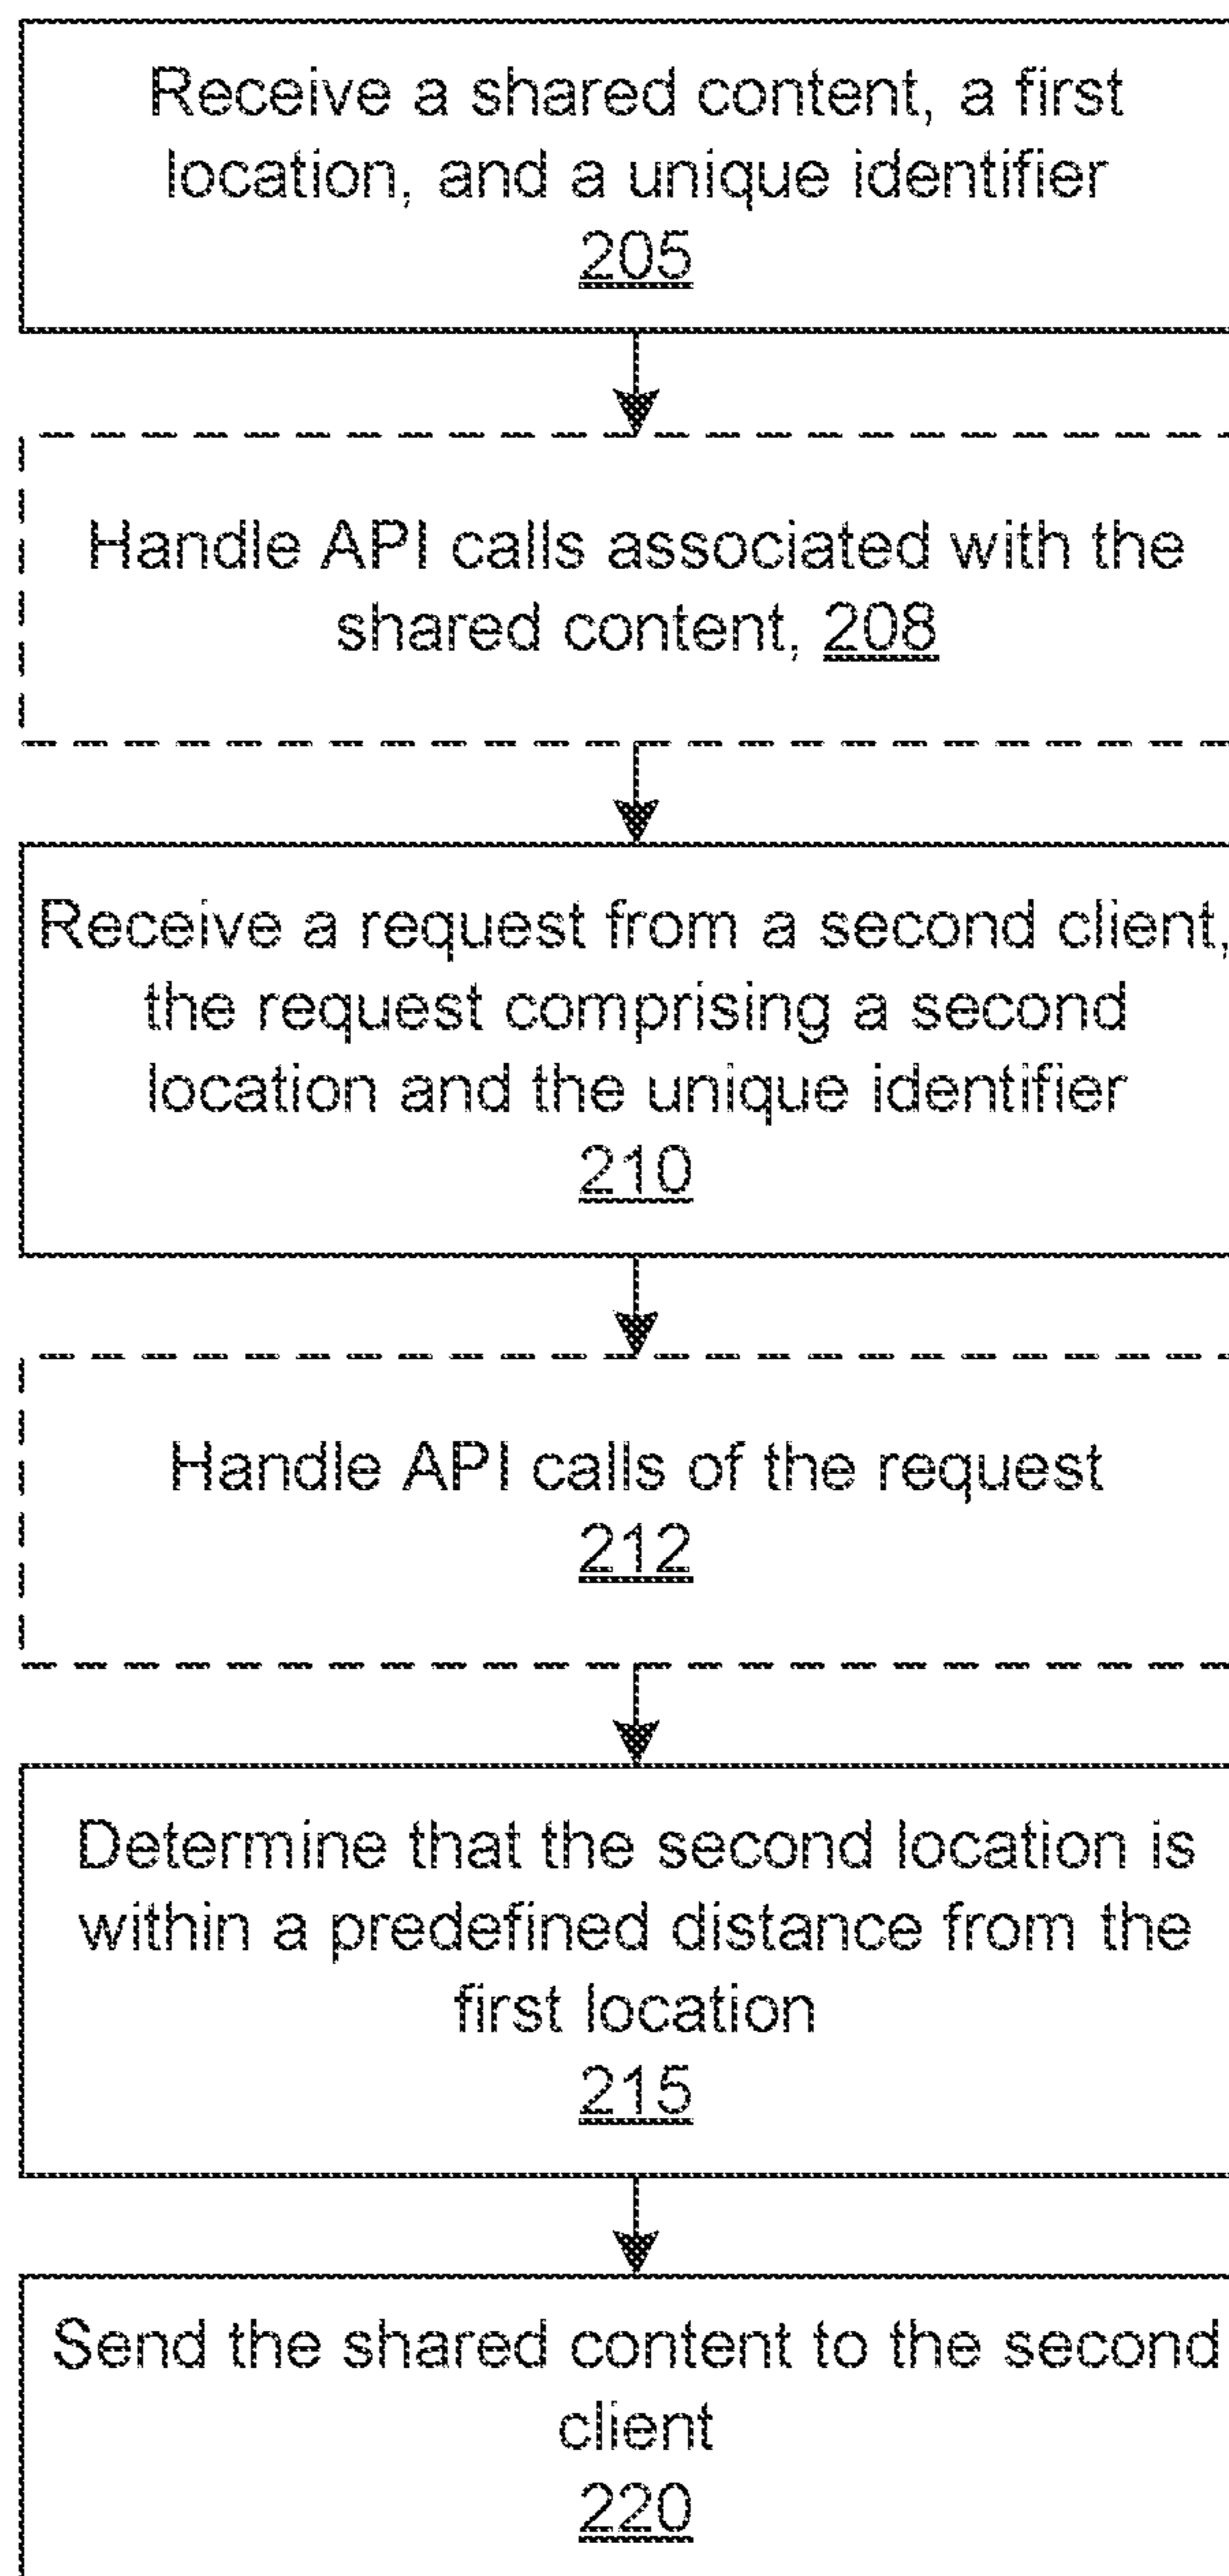 Receive a shared content, a first
location, and a unique identifier
205
Handle API calls associated with the
shared content, 208
Receive a request from a second client,
the request comprising a second
location and the unique identifier
210
Handle API calls of the request
212
Determine that the second location is
within a predefined distance from the
first location
215
Send the shared content to the second
client
220